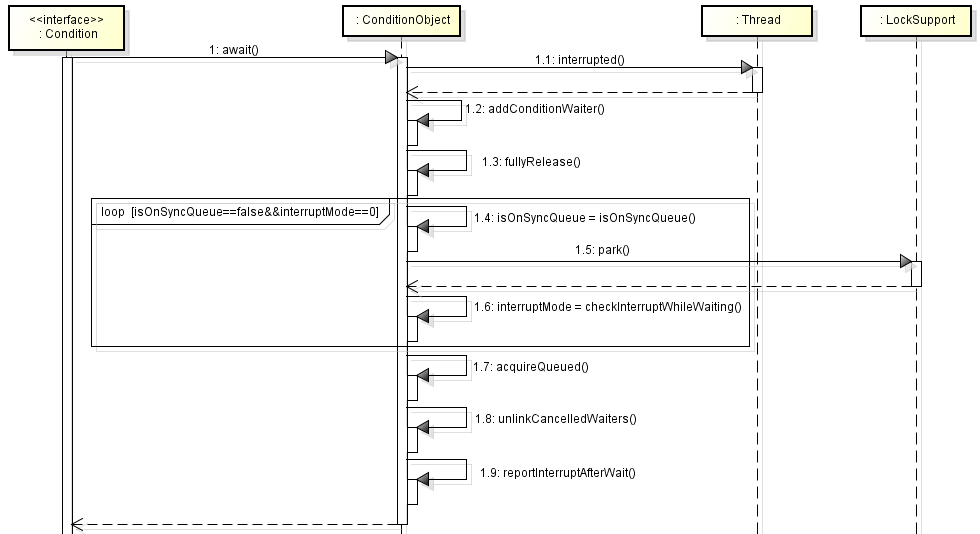 <<interface>>
: Condition
: ConditionObject
: Thread
: LockSupport
1: await()
1.1: interrupted()
1.2: addConditionWaiter()
1.3: fullyRelease()
loop [isOnSyncQueue==false&&interruptMode==0]
1.4: isOnSyncQueue = isOnSyncQueue()
1.5: park()
1.6: interruptMode = checkInterruptWhileWaiting()
1.7: acquireQueued()
1.8: unlinkCancelledWaiters()
1.9: reportInterruptAfterWait()